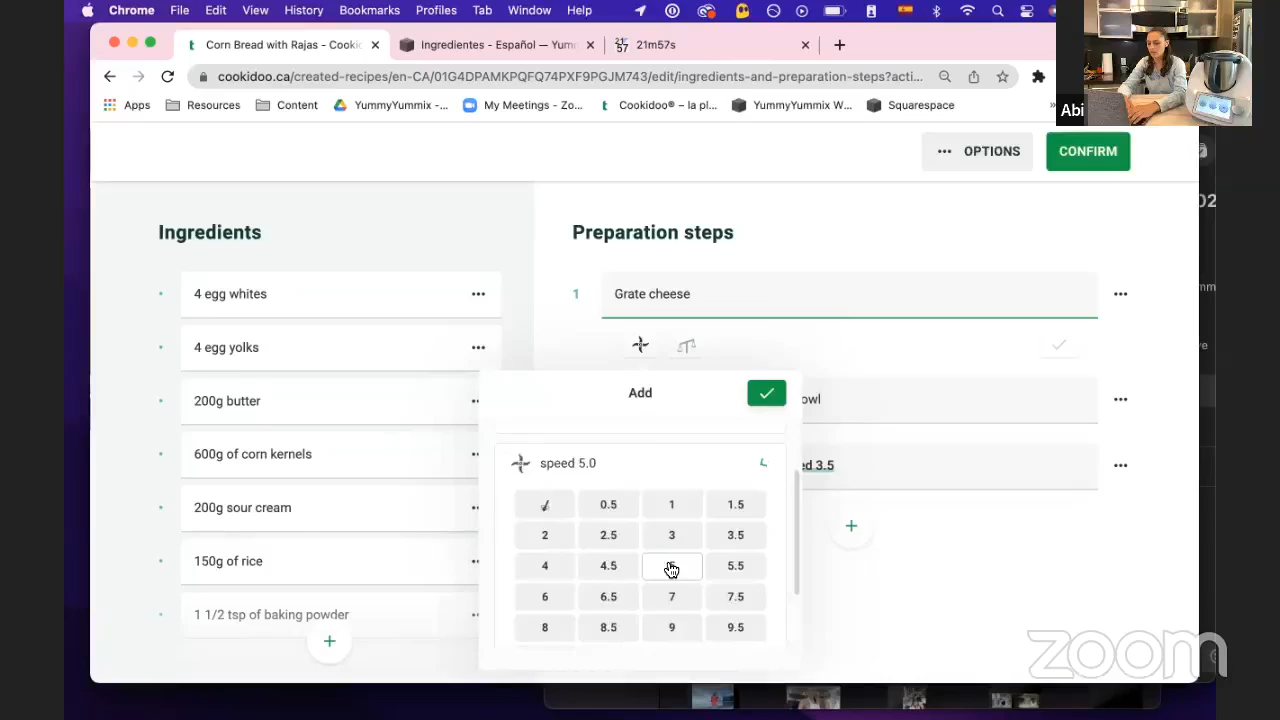 Chrome File Edit View History Bookmarks Profiles Tab Window Help
Corn Bread with Rajas - Cooki
Ingredientes - Español — Yum
21m57s
cookidoo.ca/created-recipes/en-CA/01G4DPAMKPQFQ74PXF9PGJM743/edit/ingredients-and-preparation-steps?acti...
Apps Resources Content YummyYummix -... My Meetings - Zo... Cookidoo® – la pl... YummyYummix W... Squarespace
Abi
OPTIONS
CONFIRM
02
Ingredients
4 egg whites
4 egg yolks
200g butter
600g of corn kernels
200g sour cream
150g of rice
1 1/2 tsp of baking powder
Preparation steps
1 Grate cheese
owl
ed 3.5
Add
speed 5.0
0.5 1 1.5
2 2.5 3 3.5
4 4.5 5.5
6 6.5 7 7.5
8 8.5 9 9.5
zoom